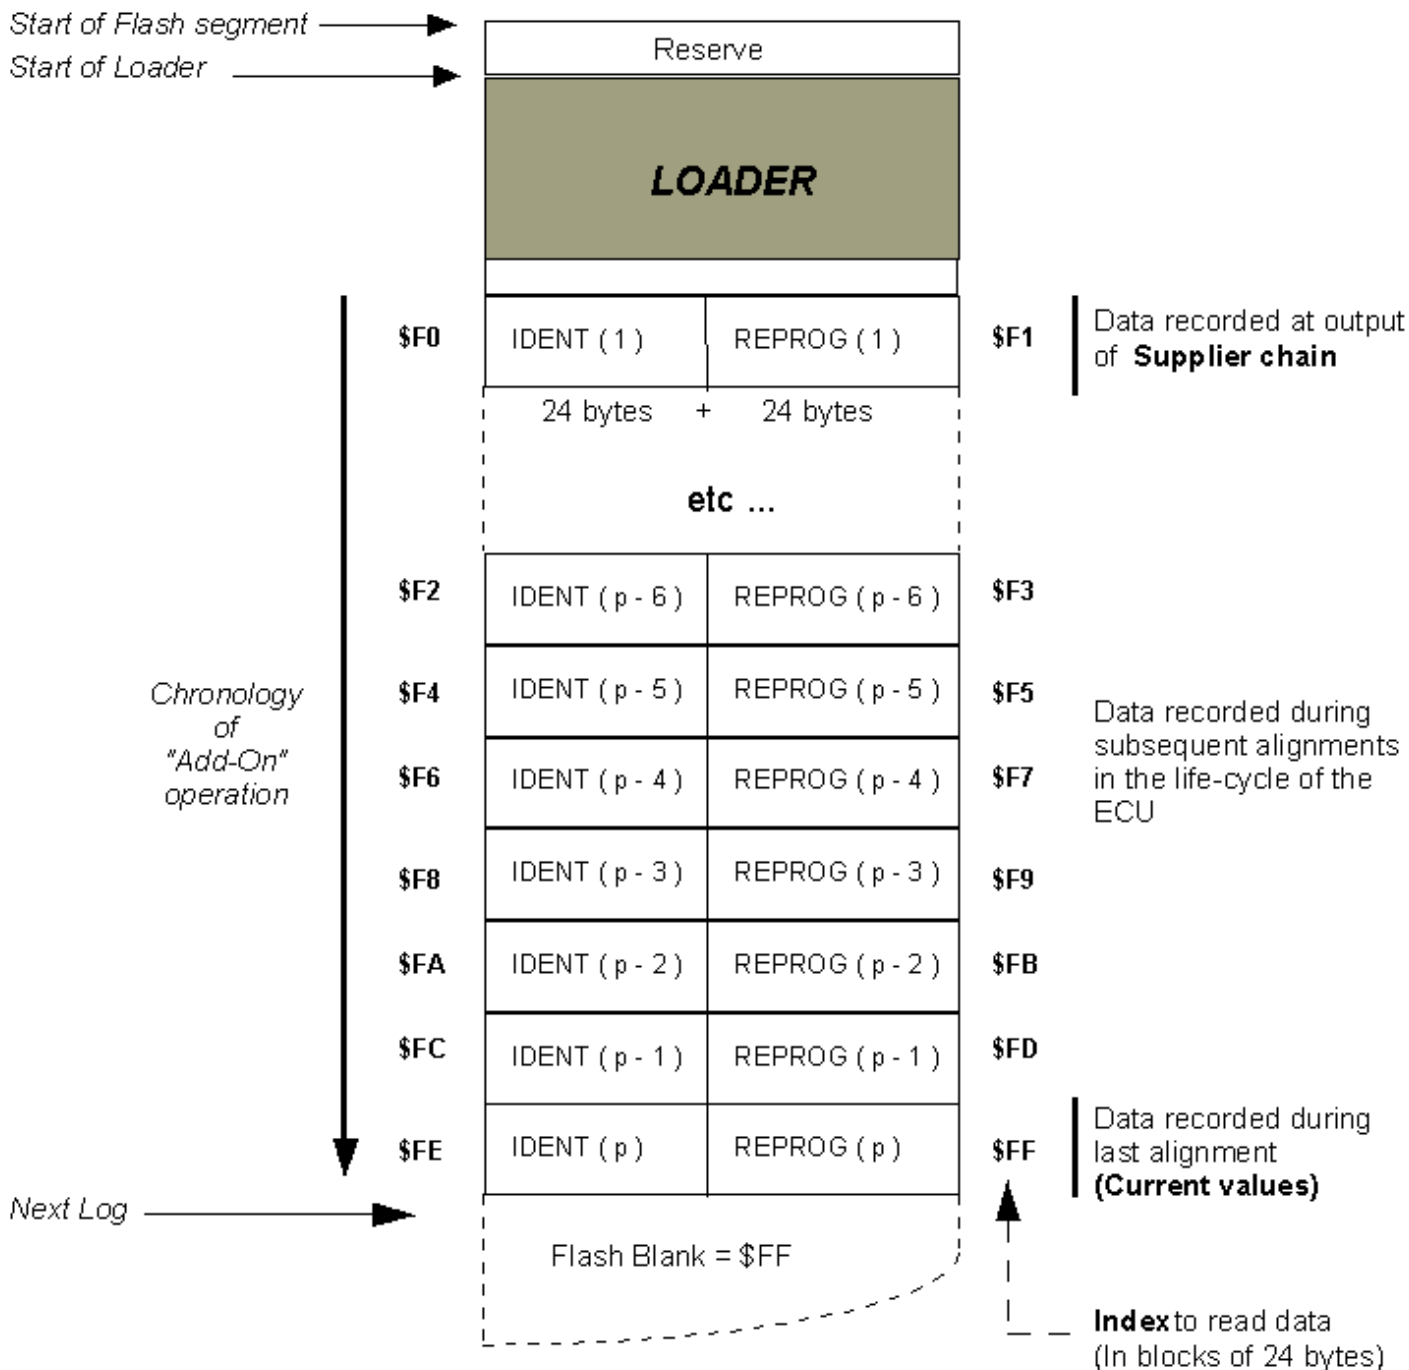 Start of Flash segment
Reserve
Start of Loader
LOADER
$F0
IDENT ( 1 )
REPROG ( 1 )
$F1
Data recorded at output
of Supplier chain
24 bytes + 24 bytes
etc ...
$F2
IDENT ( p - 6 )
REPROG ( p - 6 )
$F3
$F4
IDENT ( p - 5 )
REPROG ( p - 5 )
$F5
Chronology
of
"Add-On"
operation
Data recorded during
subsequent alignments
in the life-cycle of the
ECU
$F6
IDENT ( p - 4 )
REPROG ( p - 4 )
$F7
$F8
IDENT ( p - 3 )
REPROG ( p - 3 )
$F9
$FA
IDENT ( p - 2 )
REPROG ( p - 2 )
$FB
$FC
IDENT ( p - 1 )
REPROG ( p - 1 )
$FD
$FE
IDENT ( p )
REPROG ( p )
$FF
Data recorded during
last alignment
(Current values)
Next Log
Flash Blank = $FF
Index to read data
(In blocks of 24 bytes)